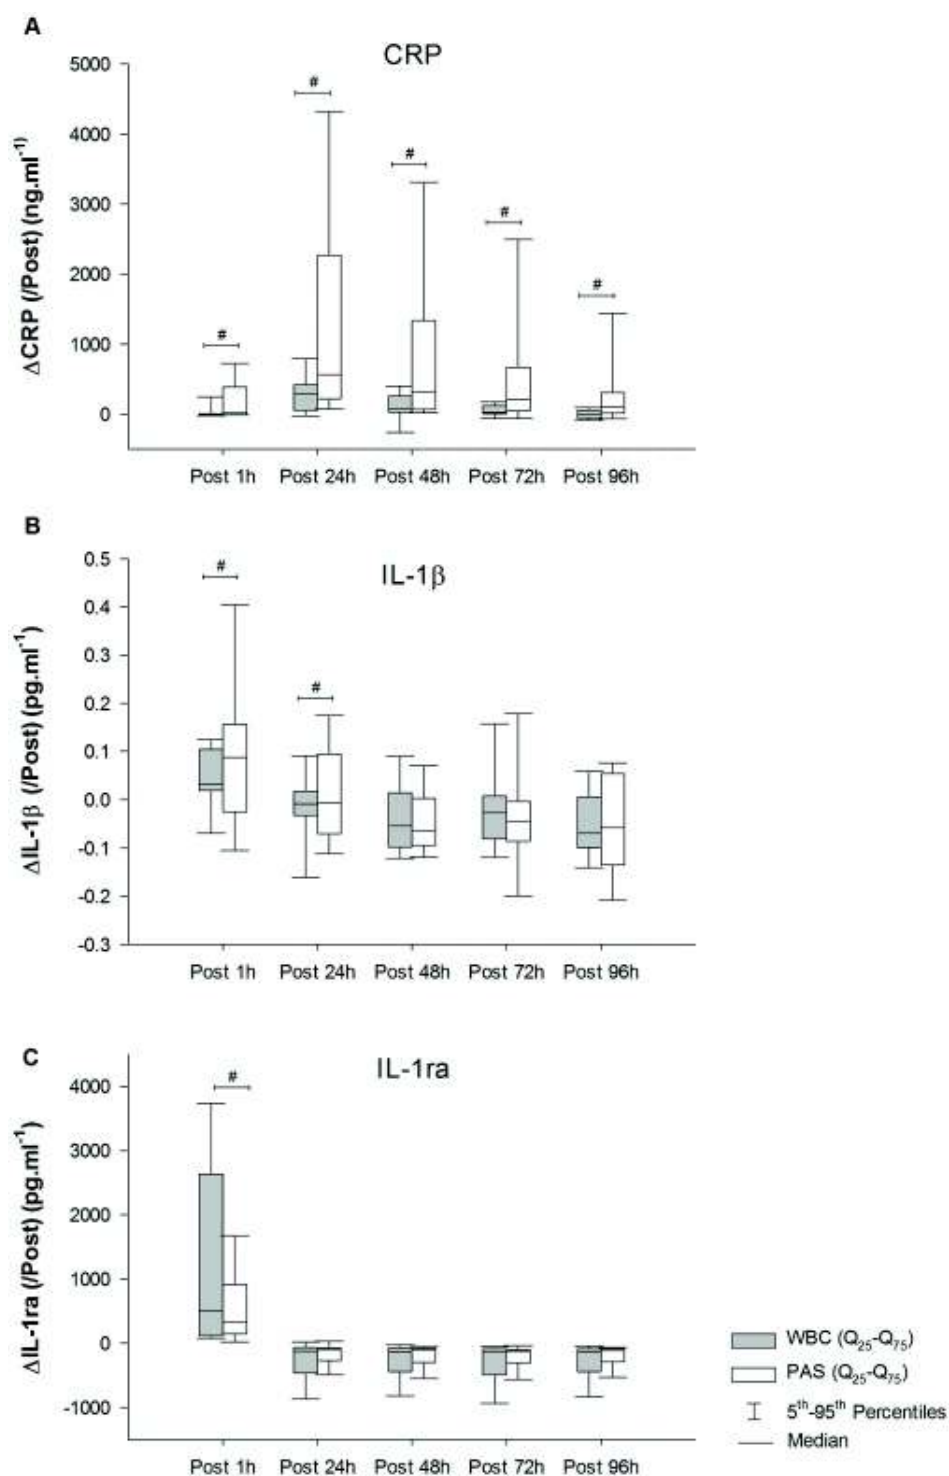 A
CRP
5000
4000
3000
2000
1000
0
ΔCRP (/Post) (ng.ml⁻¹)
# # # # #
Post 1h Post 24h Post 48h Post 72h Post 96h
B
IL-1β
0.5
0.4
0.3
0.2
0.1
0.0
-0.1
-0.2
-0.3
ΔIL-1β (/Post) (pg.ml⁻¹)
# #
Post 1h Post 24h Post 48h Post 72h Post 96h
C
IL-1ra
4000
3000
2000
1000
0
-1000
ΔIL-1ra (/Post) (pg.ml⁻¹)
#
Post 1h Post 24h Post 48h Post 72h Post 96h
WBC (Q₂₅-Q₇₅)
PAS (Q₂₅-Q₇₅)
5ᵗʰ-95ᵗʰ Percentiles
Median